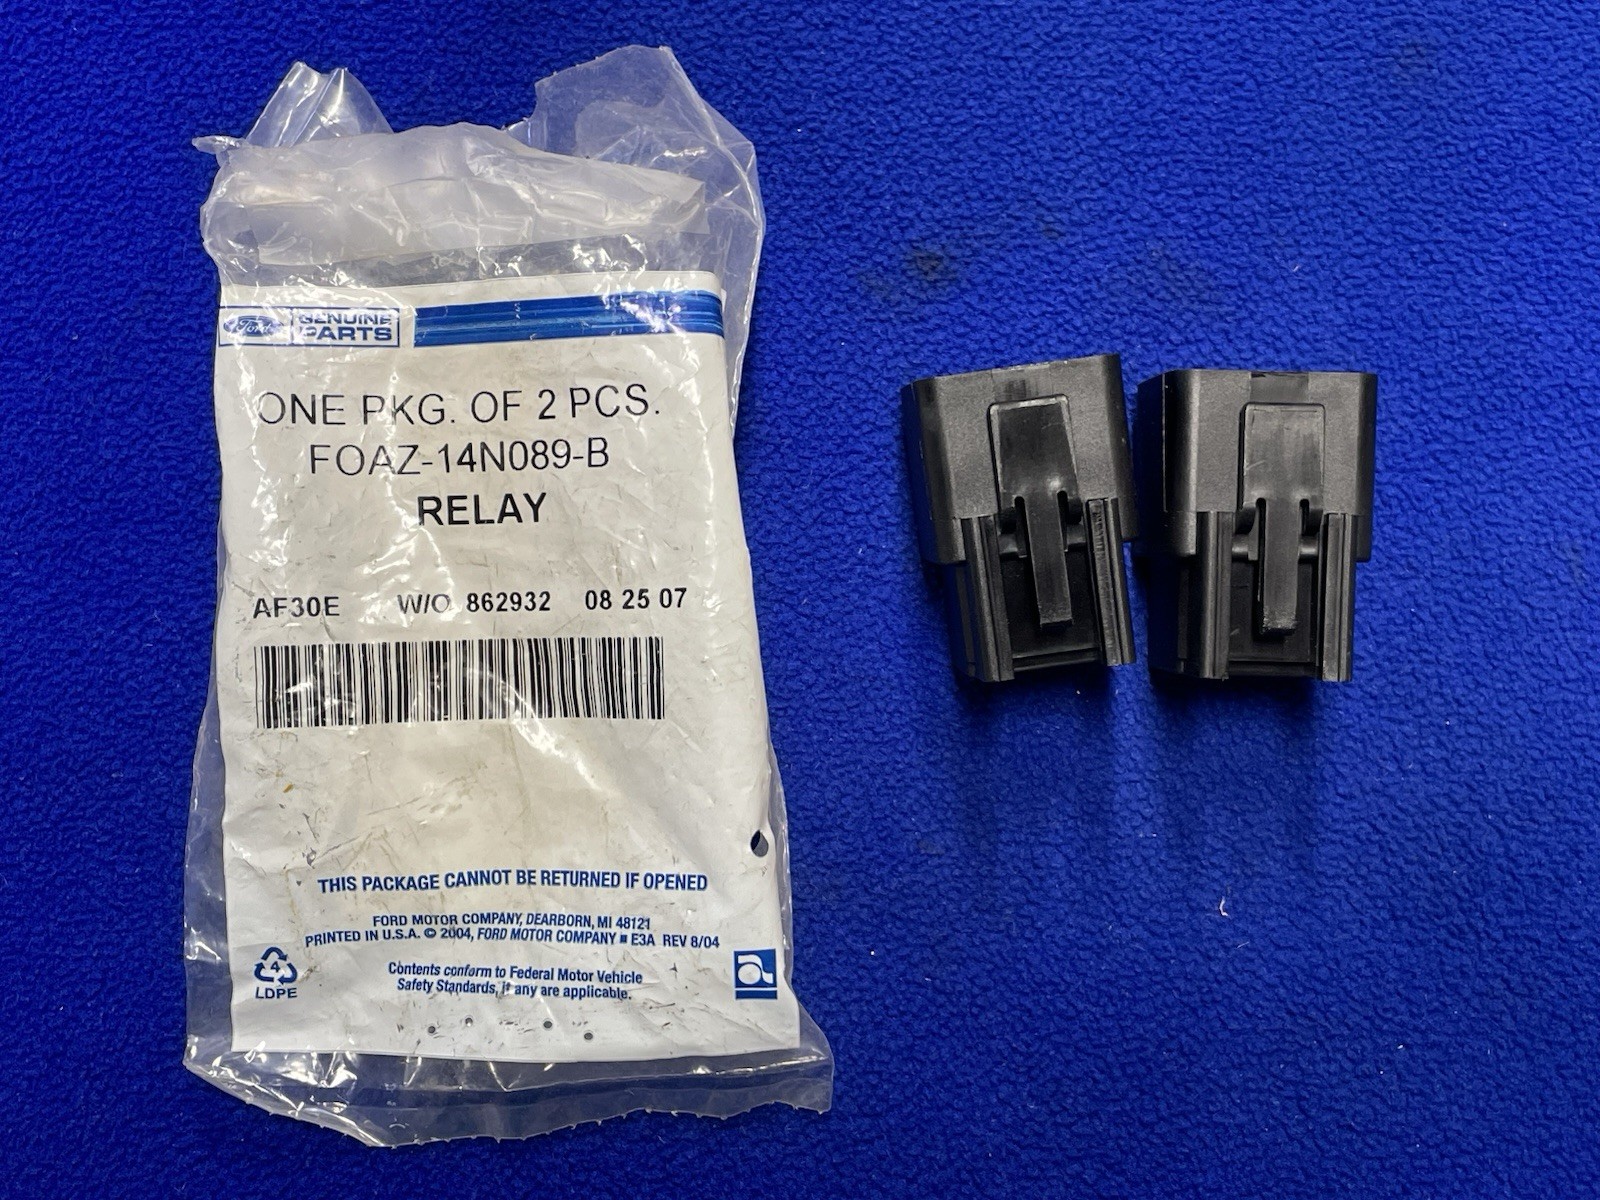 Ford GENUINE
PARTS
ONE PKG. OF 2 PCS.
FOAZ-14N089-B
RELAY
AF30E W/O 862932 08 25 07
THIS PACKAGE CANNOT BE RETURNED IF OPENED
FORD MOTOR COMPANY, DEARBORN, MI 48121
PRINTED IN U.S.A. © 2004, FORD MOTOR COMPANY ■ E3A REV 8/04
4
LDPE
Contents conform to Federal Motor Vehicle
Safety Standards, if any are applicable.